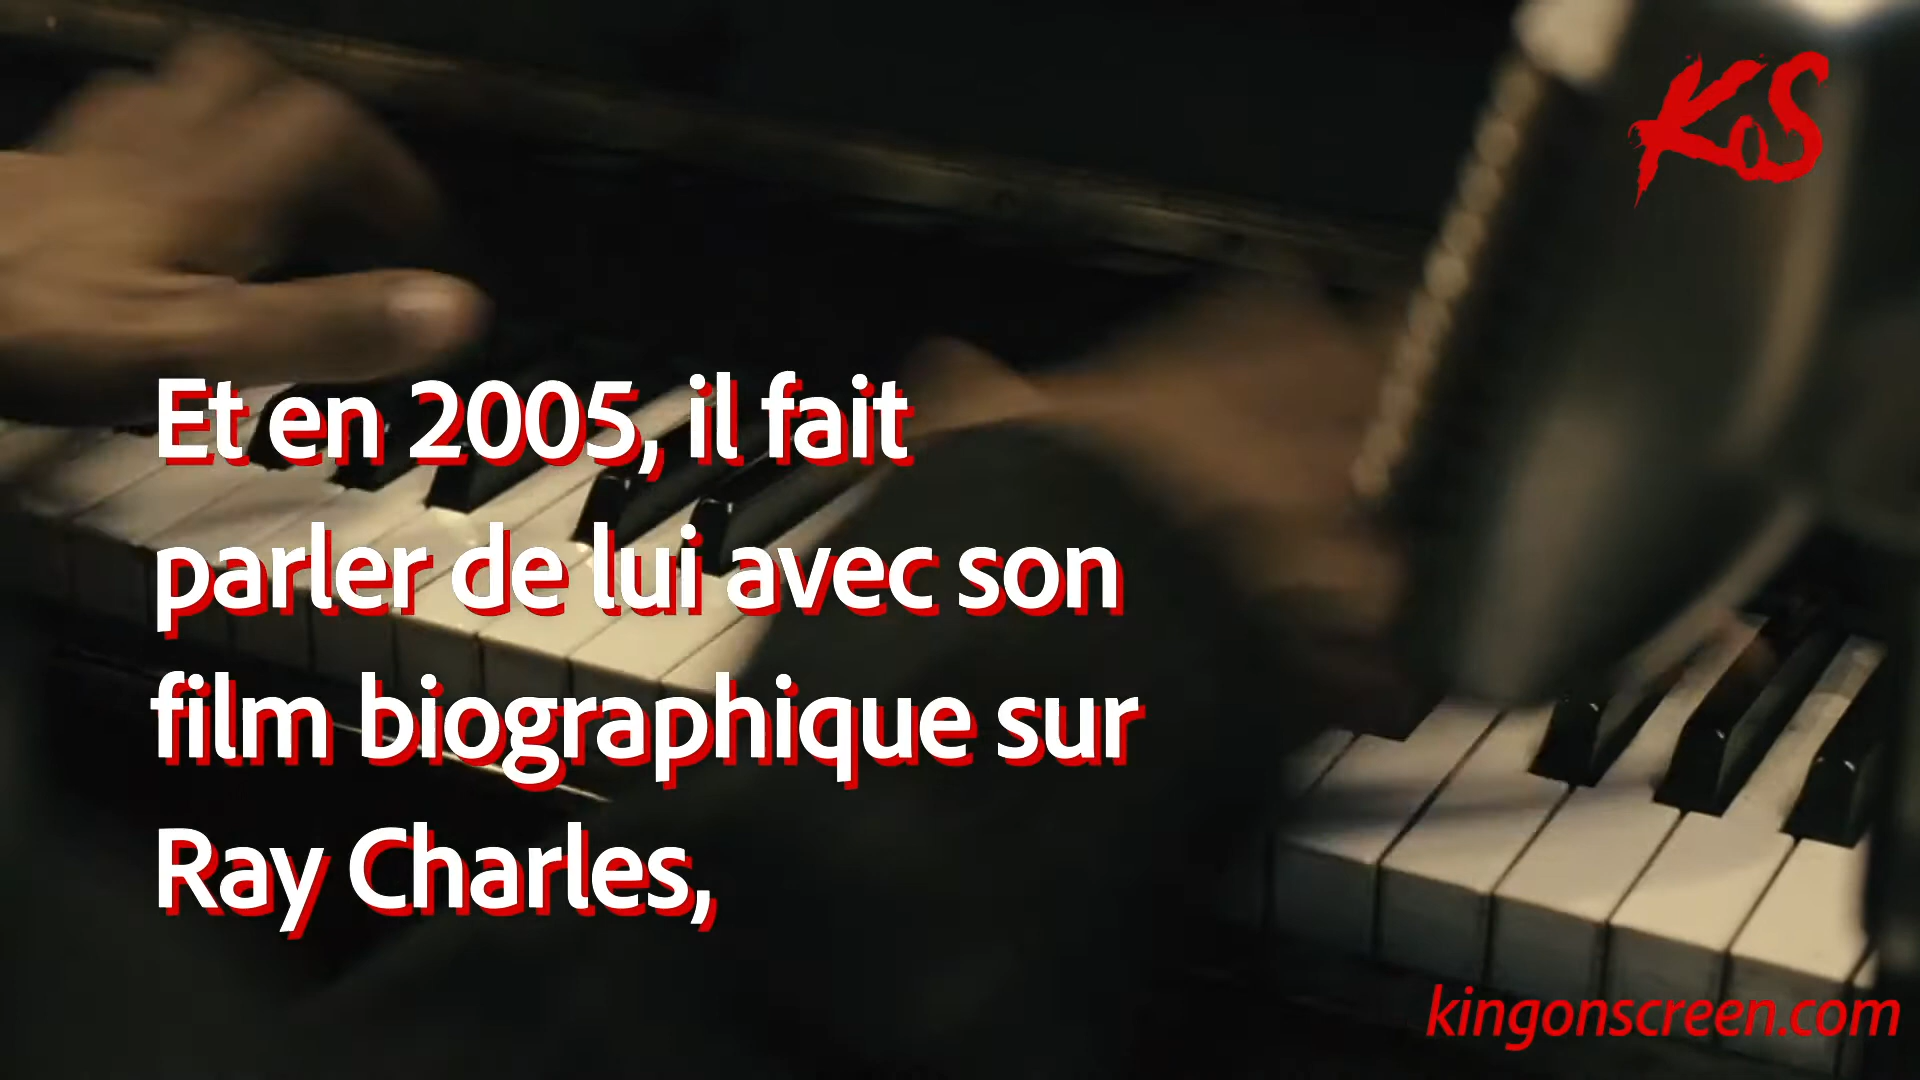 KoS
Et en 2005, il fait
parler de lui avec son
film biographique sur
Ray Charles,
kingonscreen.com